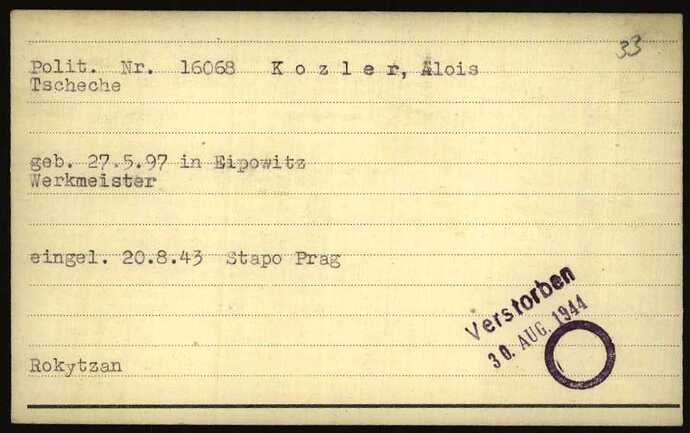 33
Polit. Nr. 16068 Kozler, Alois
Tscheche
geb. 27.5.97 in Eipowitz
Werkmeister
eingel. 20.8.43 Stapo Prag
Verstorben
30. AUG. 1944
Rokytzan